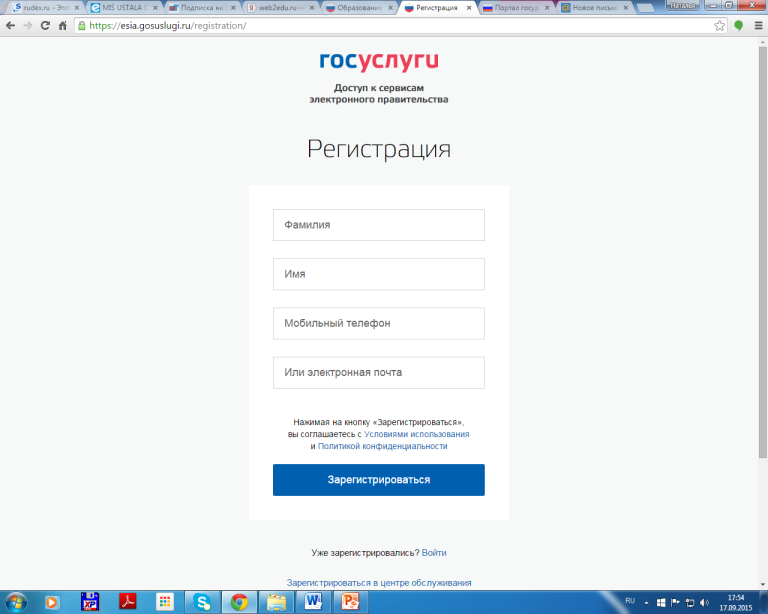 rudex.ru -
MIS USTALA
Подписка на
web2edu.ru
Образование
Регистрация
Портал госу
Новое письм
Наталья
https://esia.gosuslugi.ru/registration/
госуслуги
Доступ к сервисам
электронного правительства
Регистрация
Фамилия
Имя
Мобильный телефон
Или электронная почта
Нажимая на кнопку «Зарегистрироваться»,
вы соглашаетесь с Условиями использования
и Политикой конфиденциальности
Зарегистрироваться
Уже зарегистрировались? Войти
Зарегистрироваться в центре обслуживания
RU
17:54
17.09.2015